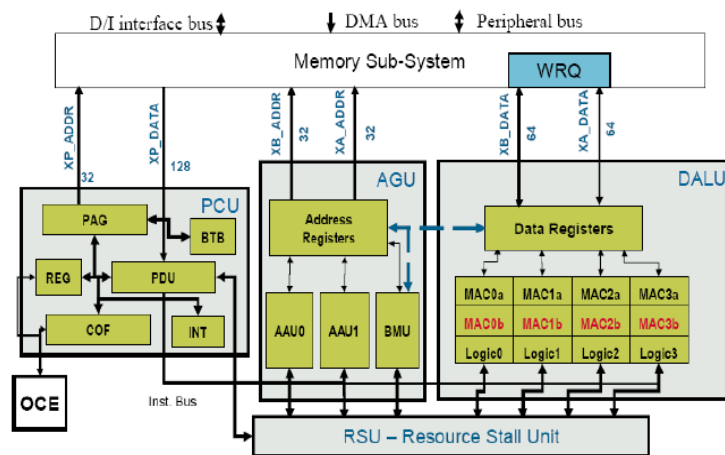 D/I interface bus
DMA bus
Peripheral bus
Memory Sub-System
WRQ
XP_ADDR
32
XP_DATA
128
XB_ADDR
32
XA_ADDR
32
XB_DATA
64
XA_DATA
64
PCU
AGU
DALU
PAG
BTB
REG
PDU
COF
INT
Address
Registers
AAU0
AAU1
BMU
Data Registers
MAC0a MAC1a MAC2a MAC3a
MAC0b MAC1b MAC2b MAC3b
Logic0 Logic1 Logic2 Logic3
OCE
Inst. Bus
RSU – Resource Stall Unit